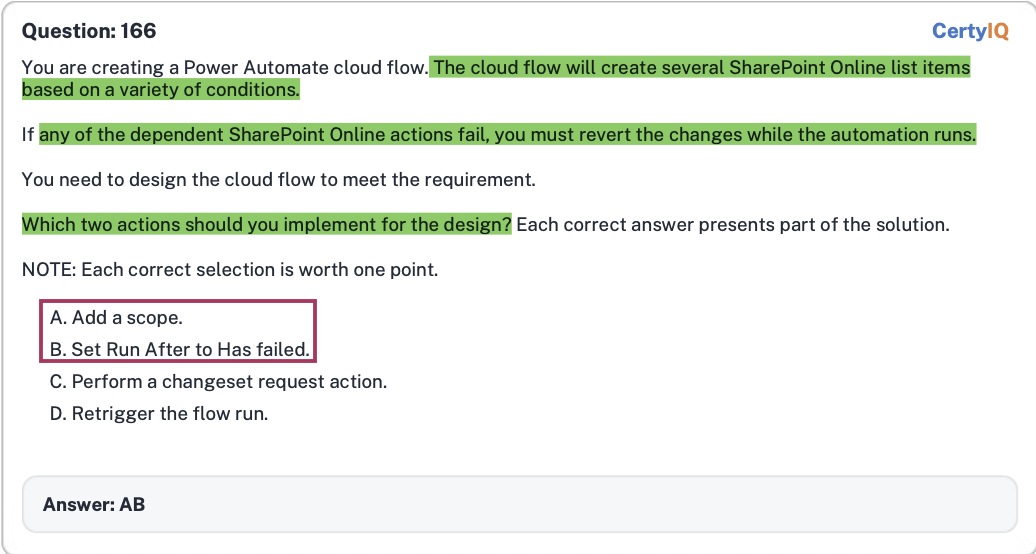 Question: 166
CertyIQ
You are creating a Power Automate cloud flow. The cloud flow will create several SharePoint Online list items
based on a variety of conditions.
If any of the dependent SharePoint Online actions fail, you must revert the changes while the automation runs.
You need to design the cloud flow to meet the requirement.
Which two actions should you implement for the design? Each correct answer presents part of the solution.
NOTE: Each correct selection is worth one point.
A. Add a scope.
B. Set Run After to Has failed.
C. Perform a changeset request action.
D. Retrigger the flow run.
Answer: AB